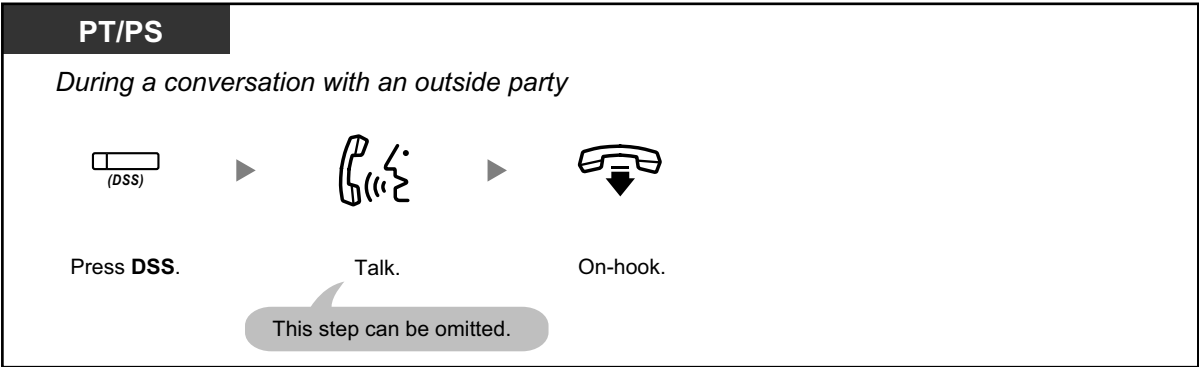 PT/PS
During a conversation with an outside party
(DSS)
Press DSS.
Talk.
On-hook.
This step can be omitted.